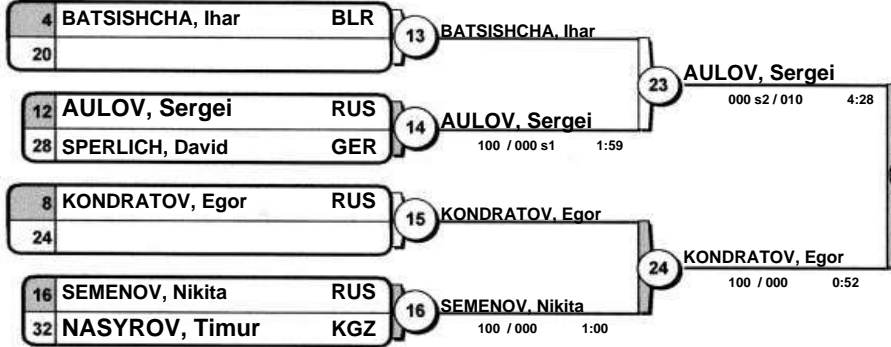 4 BATSISHCHA, Ihar BLR
20
13 BATSISHCHA, Ihar
12 AULOV, Sergei RUS
28 SPERLICH, David GER
14 AULOV, Sergei
100 / 000 s1 1:59
23 AULOV, Sergei
000 s2 / 010 4:28
8 KONDRATOV, Egor RUS
24
15 KONDRATOV, Egor
16 SEMENOV, Nikita RUS
32 NASYROV, Timur KGZ
16 SEMENOV, Nikita
100 / 000 1:00
24 KONDRATOV, Egor
100 / 000 0:52